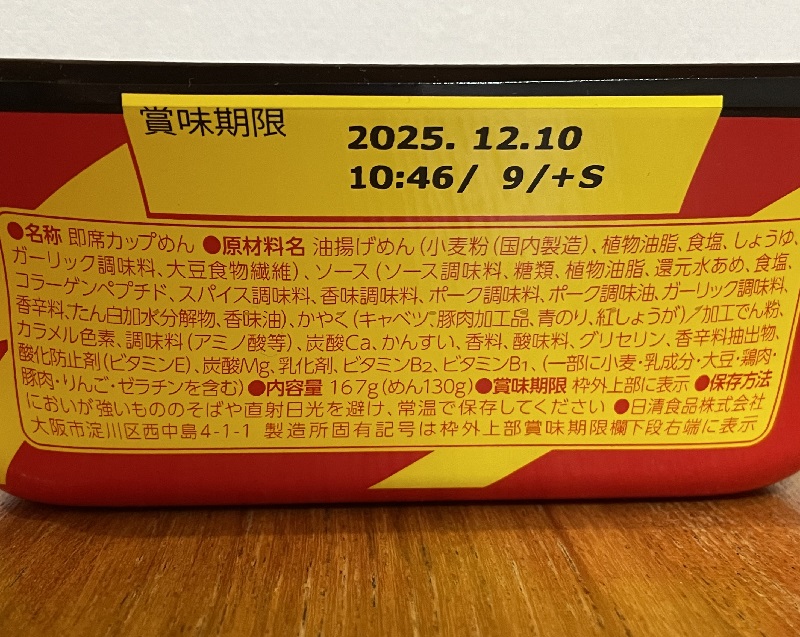 賞味期限
2025. 12.10
10:46/ 9/+S
●名称 即席カップめん ●原材料名 油揚げめん(小麦粉(国内製造)、植物油脂、食塩、しょうゆ、
ガーリック調味料、大豆食物繊維)、ソース(ソース調味料、糖類、植物油脂、還元水あめ、食塩、
コラーゲンペプチド、スパイス調味料、香味調味料、ポーク調味料、ポーク調味油、ガーリック調味料、
香辛料、たん白加水分解物、香味油)、かやく(キャベツ、豚肉加工品、青のり、紅しょうが)/加工でん粉、
カラメル色素、調味料(アミノ酸等)、炭酸Ca、かんすい、香料、酸味料、グリセリン、香辛料抽出物、
酸化防止剤(ビタミンE)、炭酸Mg、乳化剤、ビタミンB₂、ビタミンB₁、(一部に小麦・乳成分・大豆・鶏肉・
豚肉・りんご・ゼラチンを含む) ●内容量 167g(めん130g) ●賞味期限 枠外上部に表示 ●保存方法
においが強いもののそばや直射日光を避け、常温で保存してください ●日清食品株式会社
大阪市淀川区西中島4-1-1 製造所固有記号は枠外上部賞味期限欄下段右端に表示